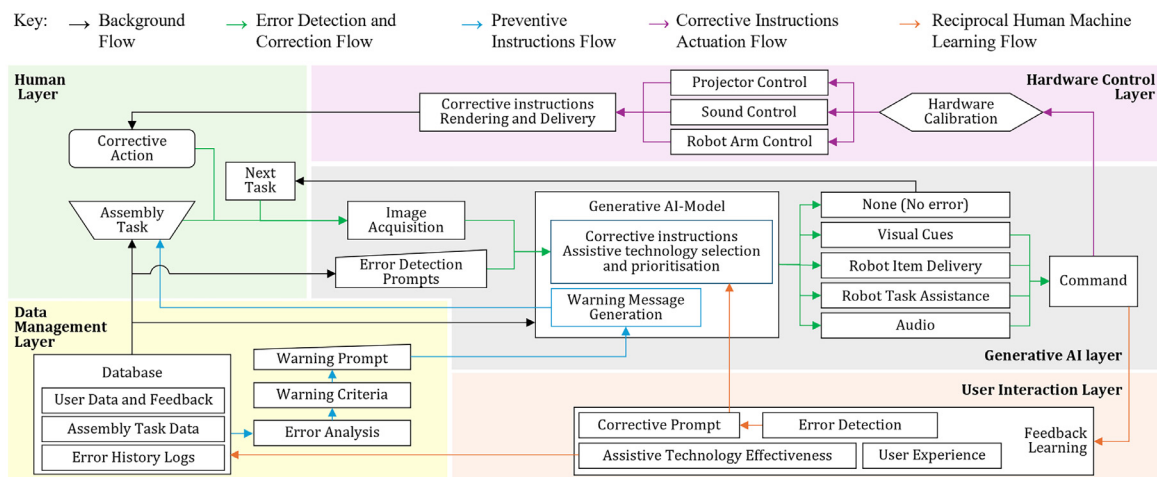 Key:
Background
Flow
Error Detection and
Correction Flow
Preventive
Instructions Flow
Corrective Instructions
Actuation Flow
Reciprocal Human Machine
Learning Flow
Human
Layer
Hardware Control
Layer
Projector Control
Sound Control
Robot Arm Control
Corrective instructions
Rendering and Delivery
Hardware
Calibration
Corrective
Action
Next
Task
Assembly
Task
Image
Acquisition
Error Detection
Prompts
Generative AI-Model
Corrective instructions
Assistive technology selection
and prioritisation
Warning Message
Generation
None (No error)
Visual Cues
Robot Item Delivery
Robot Task Assistance
Audio
Command
Generative AI layer
Data
Management
Layer
Database
User Data and Feedback
Assembly Task Data
Error History Logs
Warning Prompt
Warning Criteria
Error Analysis
User Interaction Layer
Corrective Prompt
Error Detection
Assistive Technology Effectiveness
User Experience
Feedback
Learning